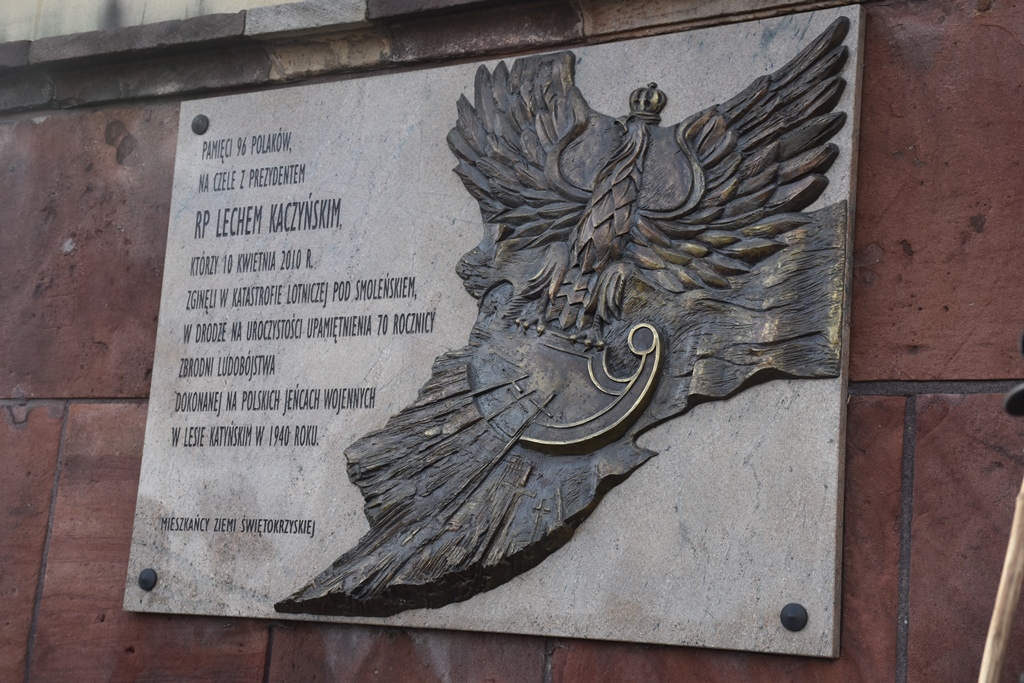 PAMIĘCI 96 POLAKÓW,
NA CZELE Z PREZYDENTEM
RP LECHEM KACZYŃSKIM,
KTÓRZY 10 KWIETNIA 2010 R.
ZGINĘLI W KATASTROFIE LOTNICZEJ POD SMOLEŃSKIEM,
W DRODZE NA UROCZYSTOŚCI UPAMIĘTNIENIA 70 ROCZNICY
ZBRODNI LUDOBÓJSTWA
DOKONANEJ NA POLSKICH JEŃCACH WOJENNYCH
W LESIE KATYŃSKIM W 1940 ROKU.
MIESZKAŃCY ZIEMI ŚWIĘTOKRZYSKIEJ